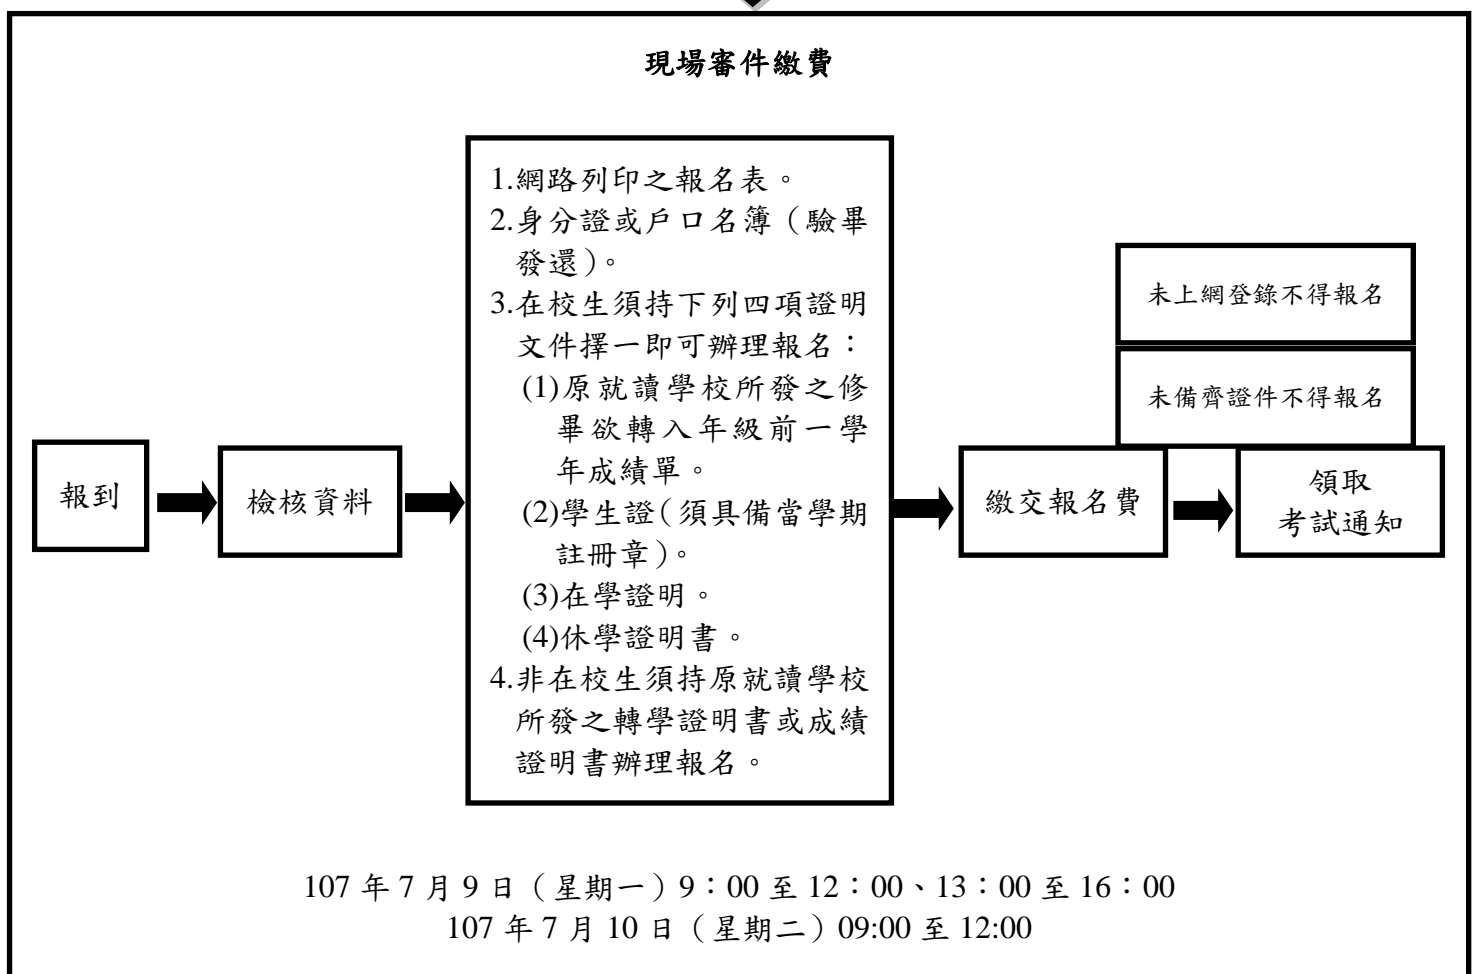 現場審件繳費
報到
檢核資料
1.網路列印之報名表。
2.身分證或戶口名簿（驗畢
發還）。
3.在校生須持下列四項證明
文件擇一即可辦理報名：
(1)原就讀學校所發之修
畢欲轉入年級前一學
年成績單。
(2)學生證（須具備當學期
註冊章）。
(3)在學證明。
(4)休學證明書。
4.非在校生須持原就讀學校
所發之轉學證明書或成績
證明書辦理報名。
未上網登錄不得報名
未備齊證件不得報名
繳交報名費
領取
考試通知
107 年 7 月 9 日（星期一）9：00 至 12：00、13：00 至 16：00
107 年 7 月 10 日（星期二）09:00 至 12:00